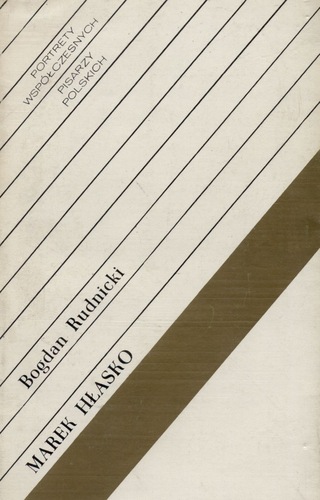 PORTRETY
WSPÓŁCZESNYCH
PISARZY
POLSKICH
Bogdan Rudnicki
MAREK HŁASKO